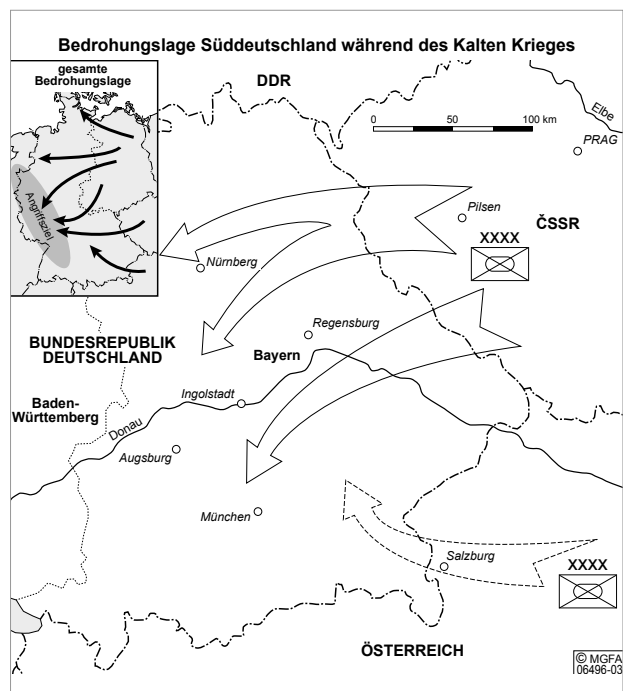 Bedrohungslage Süddeutschland während des Kalten Krieges
gesamte
Bedrohungslage
Angriffsziel
DDR
0 50 100 km
Elbe
PRAG
Pilsen
ČSSR
XXXX
Nürnberg
Regensburg
BUNDESREPUBLIK
DEUTSCHLAND
Bayern
Baden-
Württemberg
Ingolstadt
Donau
Augsburg
München
Salzburg
XXXX
ÖSTERREICH
© MGFA
06496-03